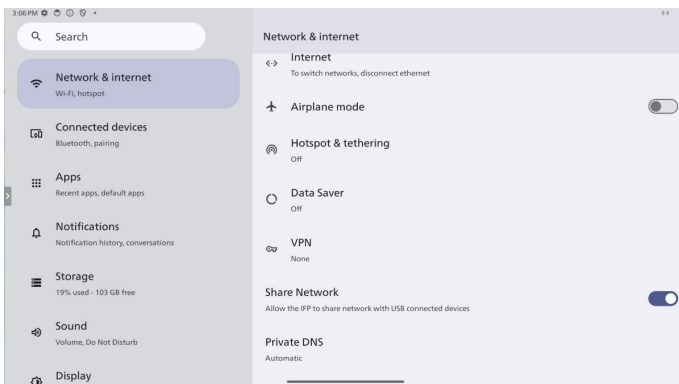 3:06 PM
Search
Network & internet
Wi-Fi, hotspot
Connected devices
Bluetooth, pairing
Apps
Recent apps, default apps
Notifications
Notification history, conversations
Storage
19% used - 103 GB free
Sound
Volume, Do Not Disturb
Display
Network & internet
Internet
To switch networks, disconnect ethernet
Airplane mode
Hotspot & tethering
Off
Data Saver
Off
VPN
None
Share Network
Allow the IFP to share network with USB connected devices
Private DNS
Automatic